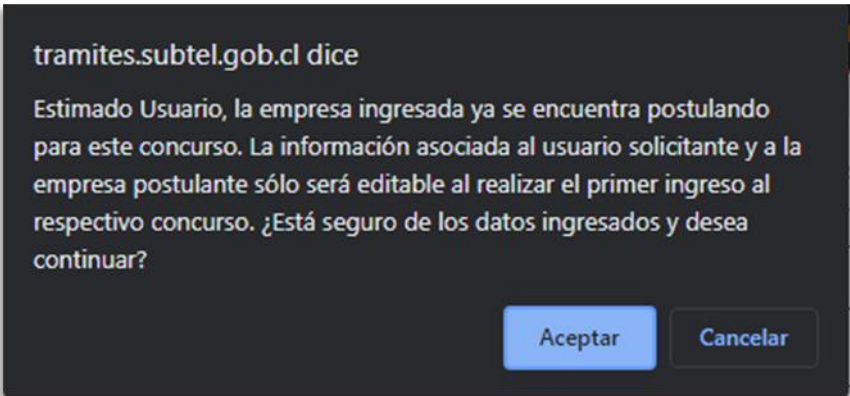 tramites.subtel.gob.cl dice
Estimado Usuario, la empresa ingresada ya se encuentra postulando
para este concurso. La información asociada al usuario solicitante y a la
empresa postulante sólo será editable al realizar el primer ingreso al
respectivo concurso. ¿Está seguro de los datos ingresados y desea
continuar?
Aceptar
Cancelar